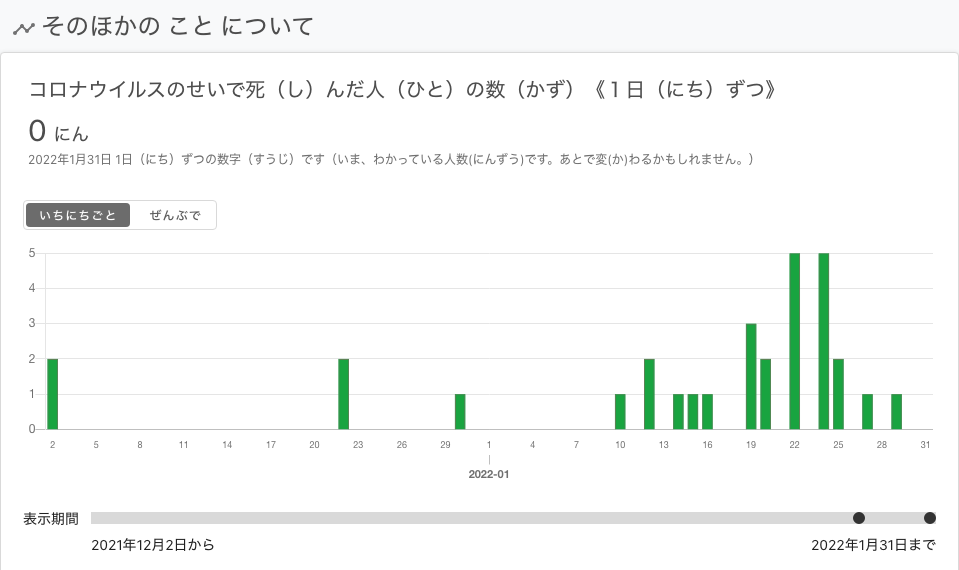 そのほかの こと について
コロナウイルスのせいで死（し）んだ人（ひと）の数（かず）《１日（にち）ずつ》
0 にん
2022年1月31日 1日（にち）ずつの数字（すうじ）です（いま、わかっている人数(にんずう)です。あとで変(か)わるかもしれません。）
いちにちごと ぜんぶで
5
4
3
2
1
0
2 5 8 11 14 17 20 23 26 29 1 4 7 10 13 16 19 22 25 28 31
2022-01
表示期間
2021年12月2日から 2022年1月31日まで